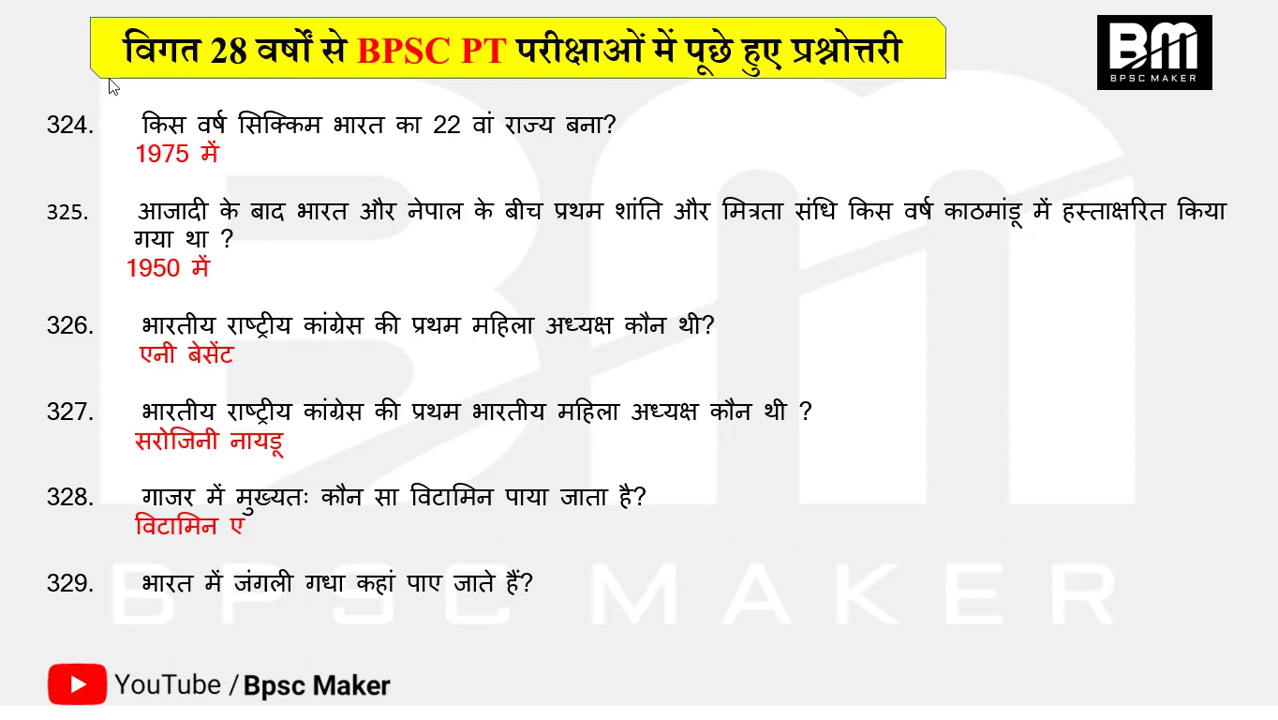 विगत 28 वर्षों से BPSC PT परीक्षाओं में पूछे हुए प्रश्नोत्तरी
BM
BPSC MAKER
324. किस वर्ष सिक्किम भारत का 22 वां राज्य बना?
1975 में
325. आजादी के बाद भारत और नेपाल के बीच प्रथम शांति और मित्रता संधि किस वर्ष काठमांडू में हस्ताक्षरित किया
गया था ?
1950 में
326. भारतीय राष्ट्रीय कांग्रेस की प्रथम महिला अध्यक्ष कौन थी?
एनी बेसेंट
327. भारतीय राष्ट्रीय कांग्रेस की प्रथम भारतीय महिला अध्यक्ष कौन थी ?
सरोजिनी नायडू
328. गाजर में मुख्यतः कौन सा विटामिन पाया जाता है?
विटामिन ए
329. भारत में जंगली गधा कहां पाए जाते हैं?
BPSC MAKER
YouTube / Bpsc Maker